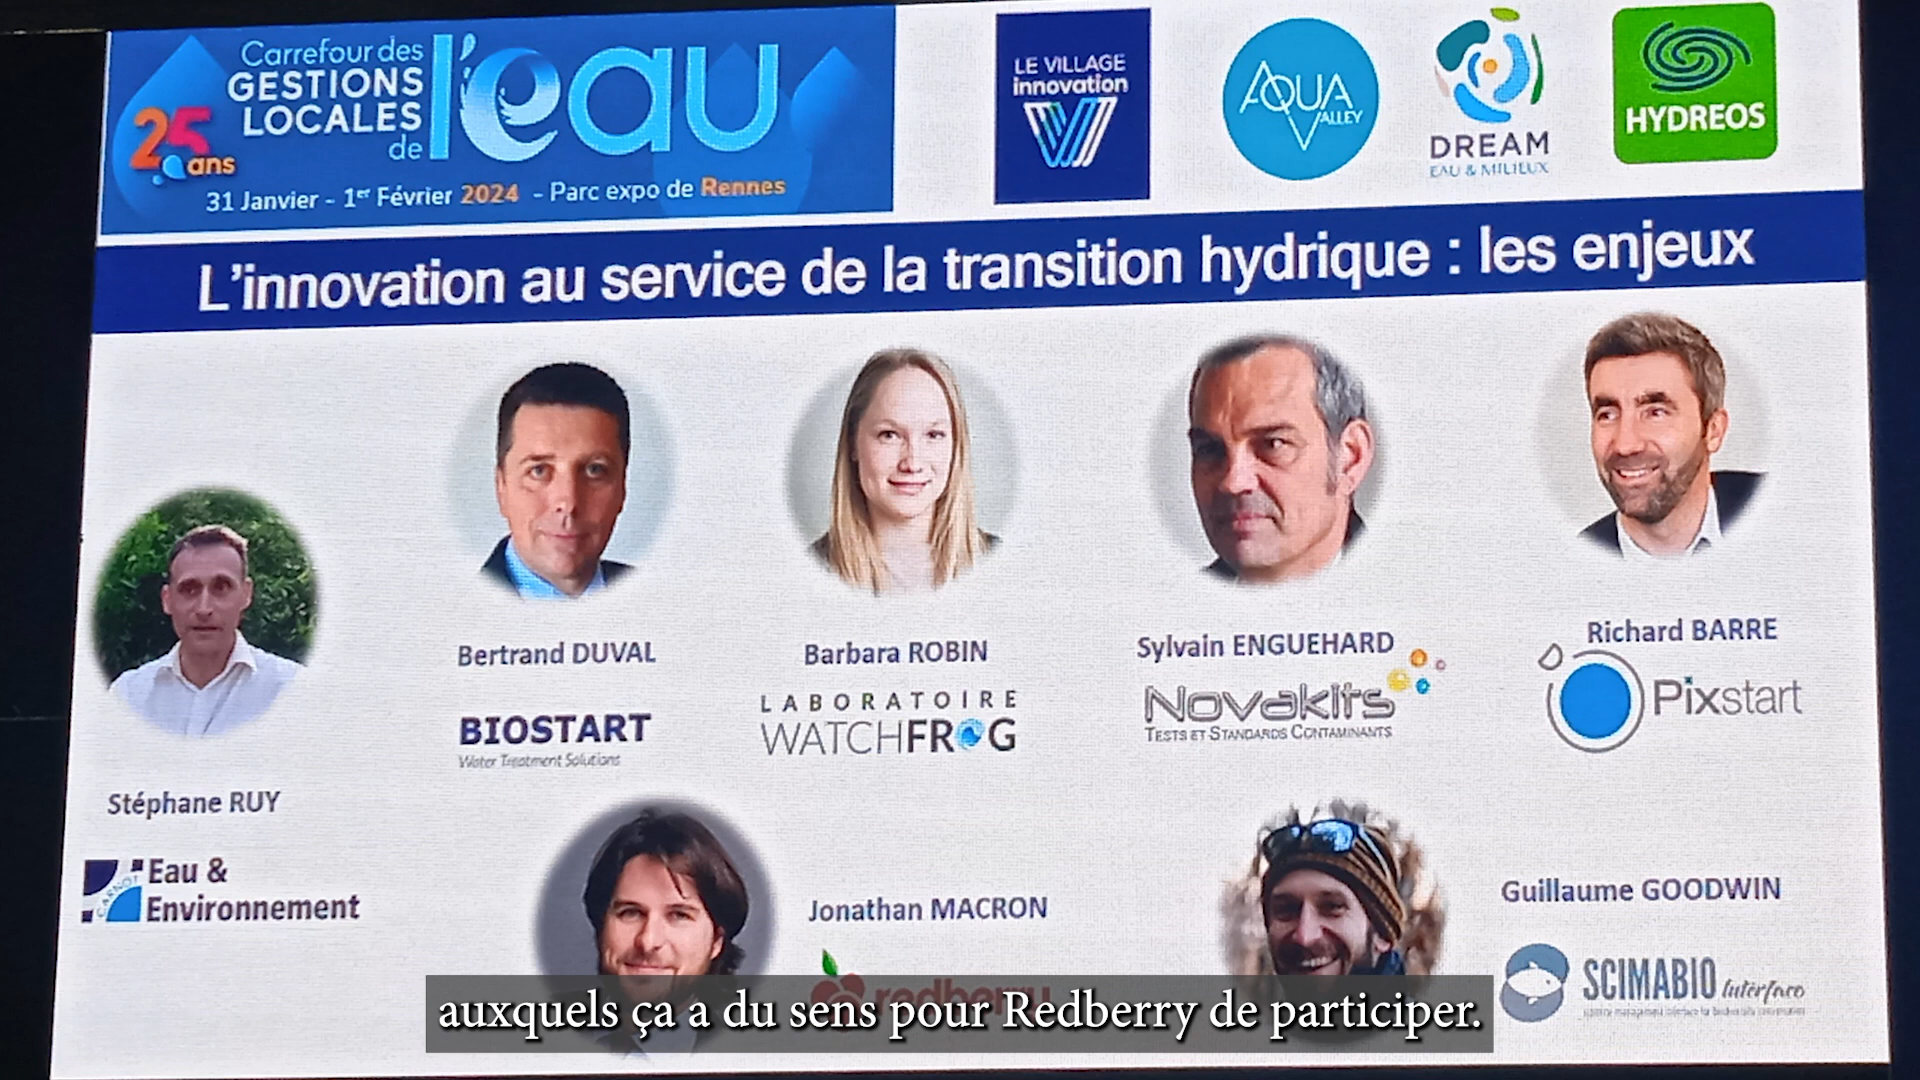 Carrefour des
GESTIONS
LOCALES
de
l'eau
25
ans
31 Janvier - 1er Février 2024 - Parc expo de Rennes
LE VILLAGE
innovation
AQUA
VALLEY
DREAM
EAU & MILIEUX
HYDREOS
L'innovation au service de la transition hydrique : les enjeux
Bertrand DUVAL
BIOSTART
Water Treatment Solutions
Barbara ROBIN
LABORATOIRE
WATCHFROG
Sylvain ENGUEHARD
Novakits
TESTS ET STANDARDS CONTAMINANTS
Richard BARRE
Pixstart
Stéphane RUY
CARNOT
Eau &
Environnement
Jonathan MACRON
redberry
Guillaume GOODWIN
SCIMABIO Interface
auxquels ça a du sens pour Redberry de participer.